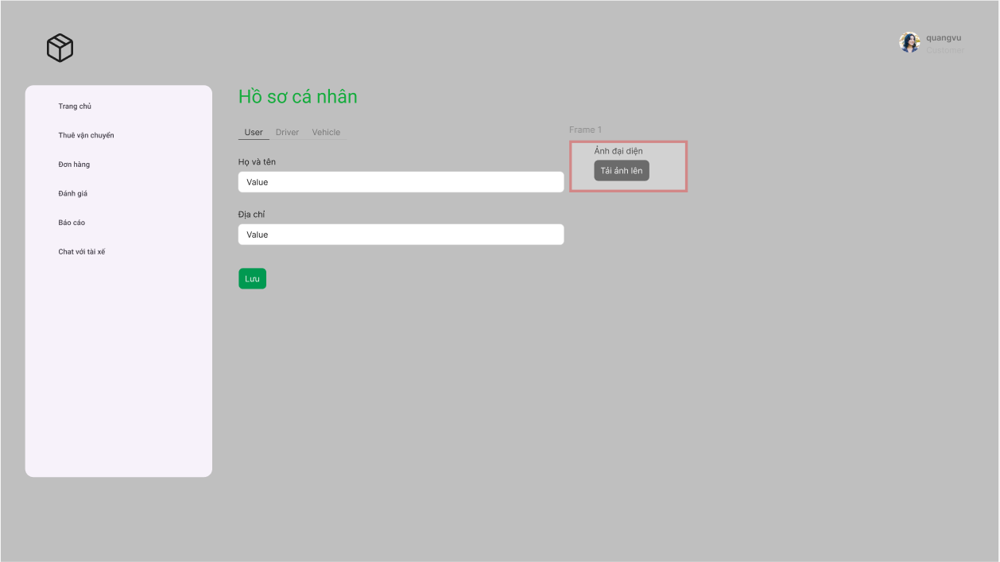 quangvu
Customer
Trang chủ
Thuê vận chuyển
Đơn hàng
Đánh giá
Báo cáo
Chat với tài xế
Hồ sơ cá nhân
User Driver Vehicle
Họ và tên
Value
Địa chỉ
Value
Lưu
Frame 1
Ảnh đại diện
Tải ảnh lên